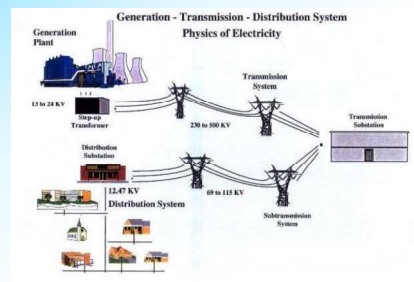 Generation - Transmission - Distribution System
Physics of Electricity
Generation
Plant
13 to 24 KV
Step-up
Transformer
230 to 500 KV
Transmission
System
Transmission
Substation
Distribution
Substation
12.47 KV
Distribution System
69 to 115 KV
Subtransmission
System